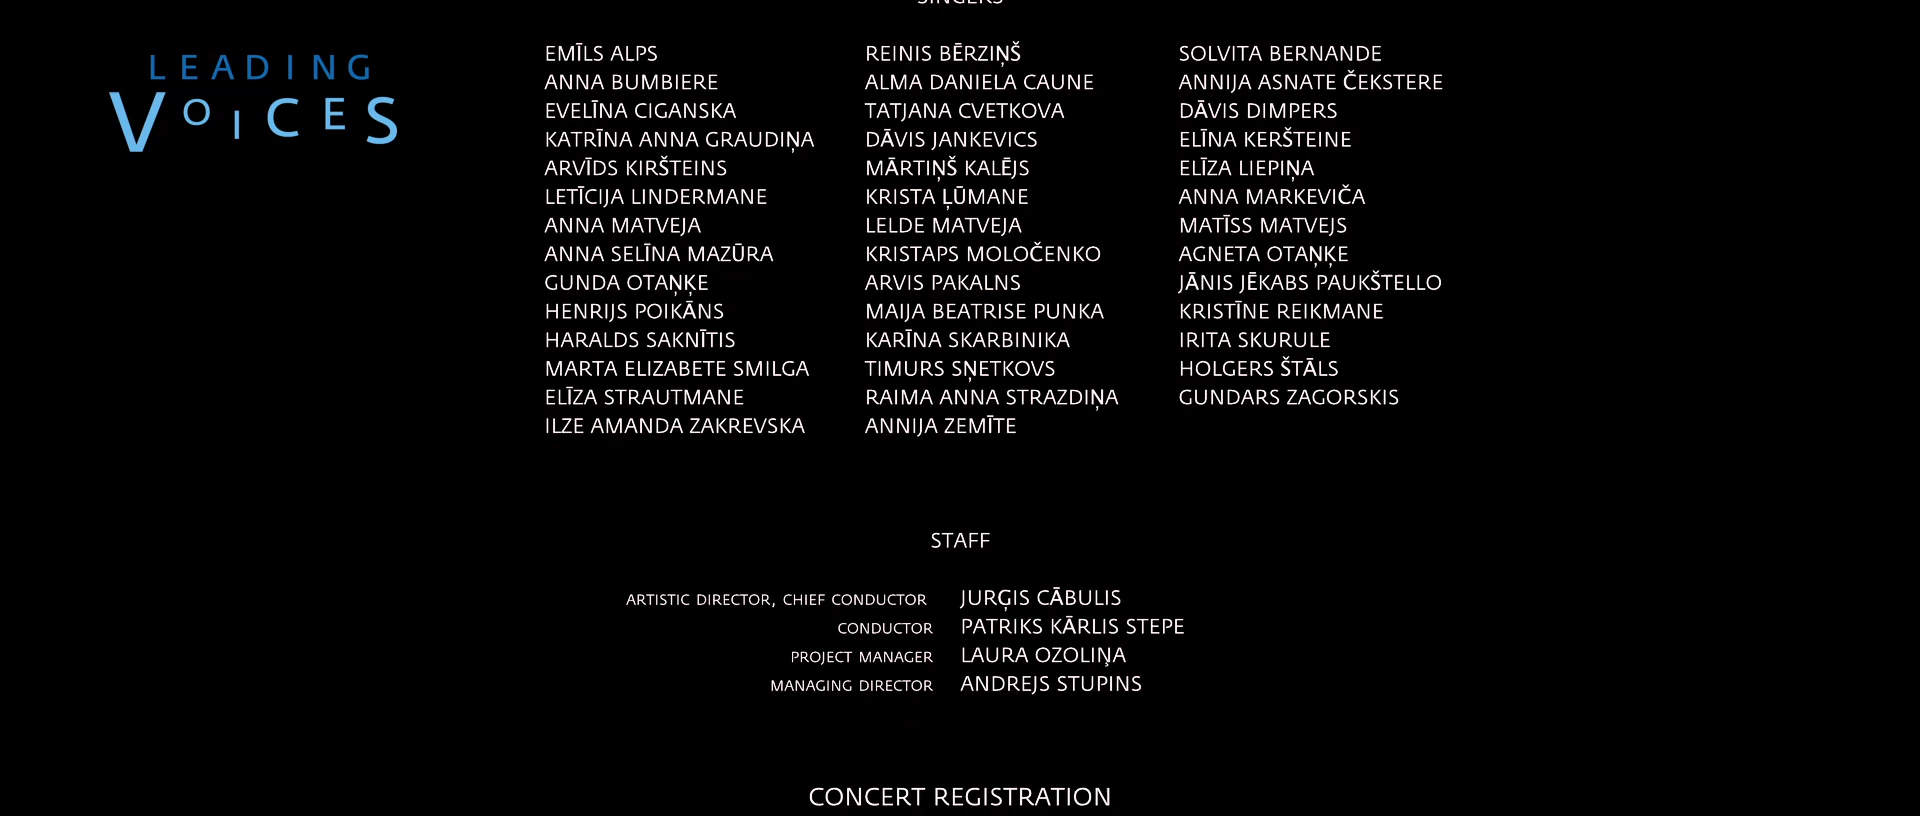 SINGERS
LEADING
VOICES
EMĪLS ALPS REINIS BĒRZIŅŠ SOLVITA BERNANDE
ANNA BUMBIERE ALMA DANIELA CAUNE ANNIJA ASNATE ČEKSTERE
EVELĪNA CIGANSKA TATJANA CVETKOVA DĀVIS DIMPERS
KATRĪNA ANNA GRAUDIŅA DĀVIS JANKEVICS ELĪNA KERŠTEINE
ARVĪDS KIRŠTEINS MĀRTIŅŠ KALĒJS ELĪZA LIEPIŅA
LETĪCIJA LINDERMANE KRISTA ĻŪMANE ANNA MARKEVIČA
ANNA MATVEJA LELDE MATVEJA MATĪSS MATVEJS
ANNA SELĪNA MAZŪRA KRISTAPS MOLOČENKO AGNETA OTAŅĶE
GUNDA OTAŅĶE ARVIS PAKALNS JĀNIS JĒKABS PAUKŠTELLO
HENRIJS POIKĀNS MAIJA BEATRISE PUNKA KRISTĪNE REIKMANE
HARALDS SAKNĪTIS KARĪNA SKARBINIKA IRITA SKURULE
MARTA ELIZABETE SMILGA TIMURS SŅETKOVS HOLGERS ŠTĀLS
ELĪZA STRAUTMANE RAIMA ANNA STRAZDIŅA GUNDARS ZAGORSKIS
ILZE AMANDA ZAKREVSKA ANNIJA ZEMĪTE
STAFF
ARTISTIC DIRECTOR, CHIEF CONDUCTOR JURĢIS CĀBULIS
CONDUCTOR PATRIKS KĀRLIS STEPE
PROJECT MANAGER LAURA OZOLIŅA
MANAGING DIRECTOR ANDREJS STUPINS
CONCERT REGISTRATION